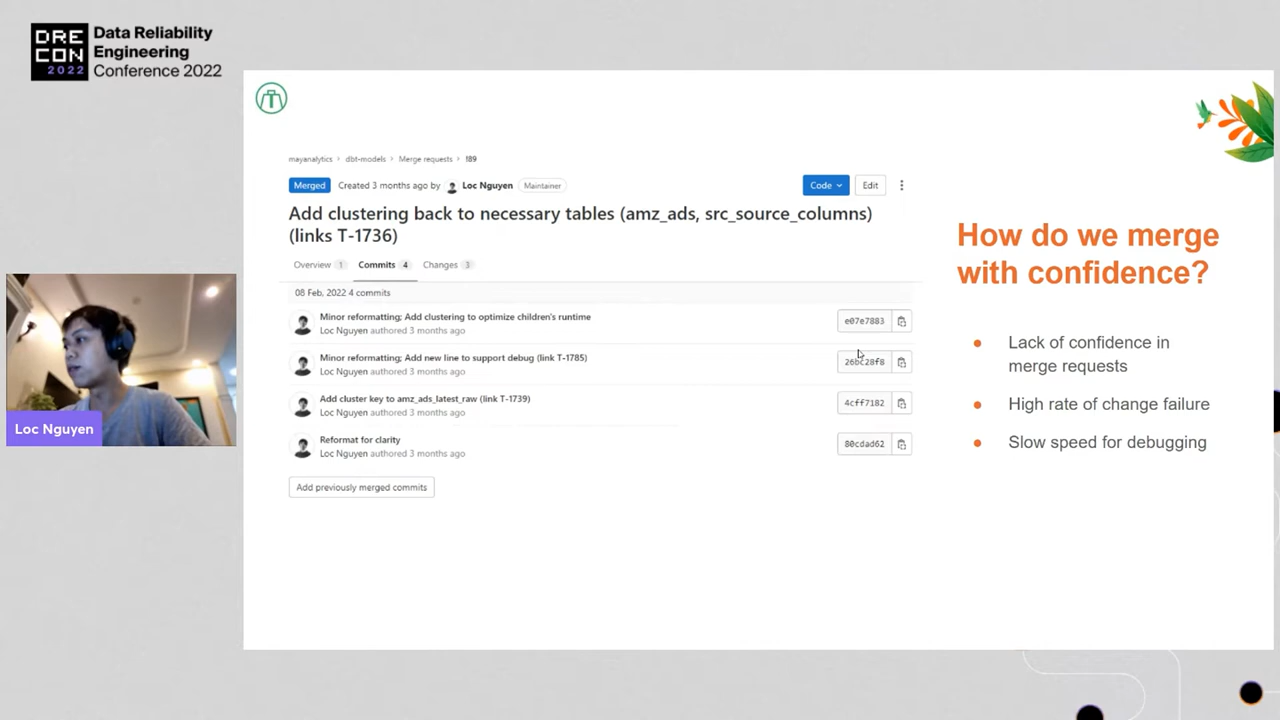 DRE
CON
2022
Data Reliability
Engineering
Conference 2022
mayanalytics > dbt-models > Merge requests > !89
Merged Created 3 months ago by Loc Nguyen Maintainer Code Edit
Add clustering back to necessary tables (amz_ads, src_source_columns)
(links T-1736)
Overview 1 Commits 4 Changes 3
08 Feb, 2022 4 commits
Minor reformatting; Add clustering to optimize children's runtime
Loc Nguyen authored 3 months ago
e07e7883
Minor reformatting; Add new line to support debug (link T-1785)
Loc Nguyen authored 3 months ago
26bc28f8
Add cluster key to amz_ads_latest_raw (link T-1739)
Loc Nguyen authored 3 months ago
4cff7182
Reformat for clarity
Loc Nguyen authored 3 months ago
80cdad62
Add previously merged commits
How do we merge
with confidence?
Lack of confidence in
merge requests
High rate of change failure
Slow speed for debugging
Loc Nguyen